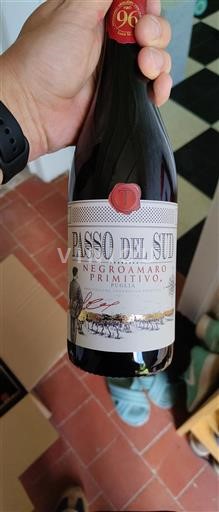 96
PASSO DEL SUD
NEGROAMARO
PRIMITIVO
PUGLIA